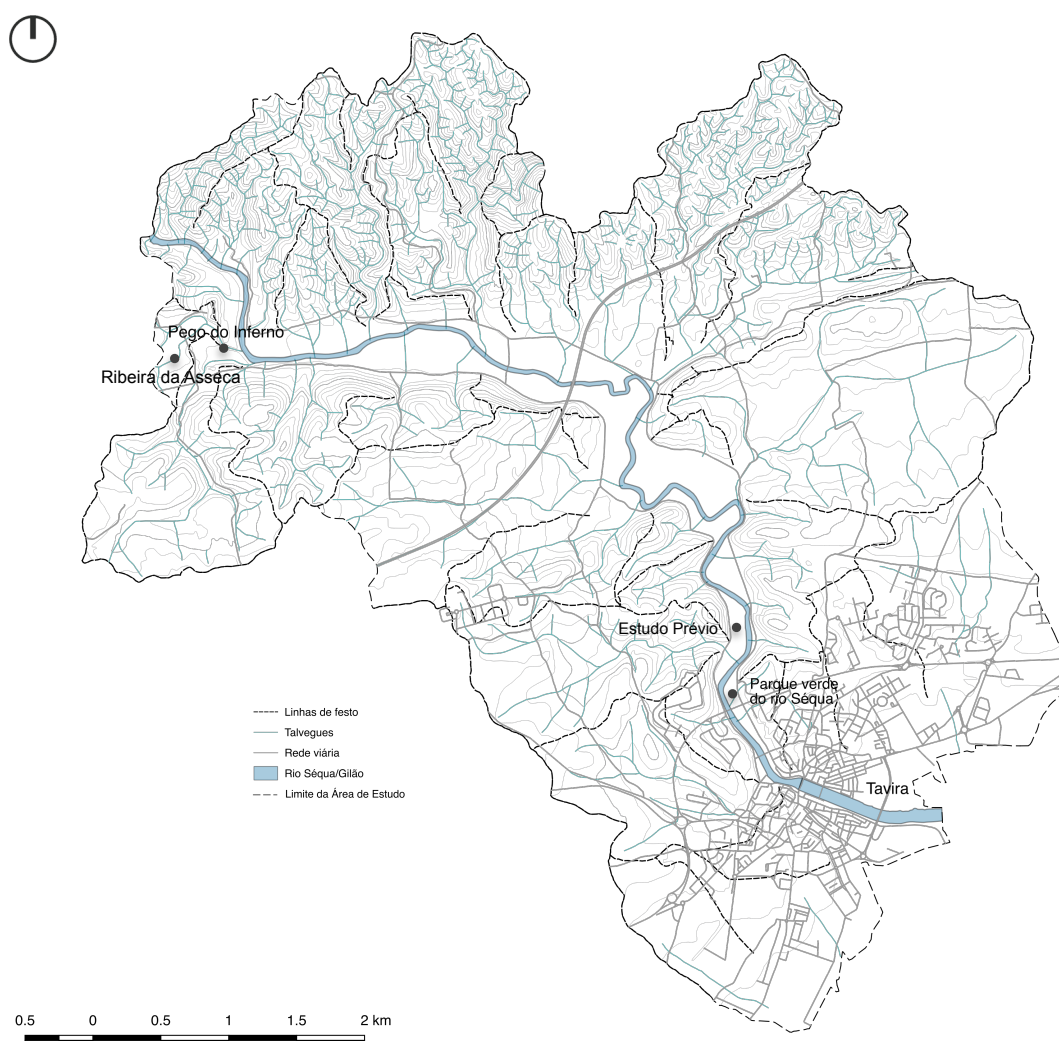 Pego do Inferno
Ribeira da Asseca
Estudo Prévio
Parque verde
do rio Séqua
Tavira
Linhas de festo
Talvegues
Rede viária
Rio Séqua/Gilão
Limite da Área de Estudo
0.5 0 0.5 1 1.5 2 km